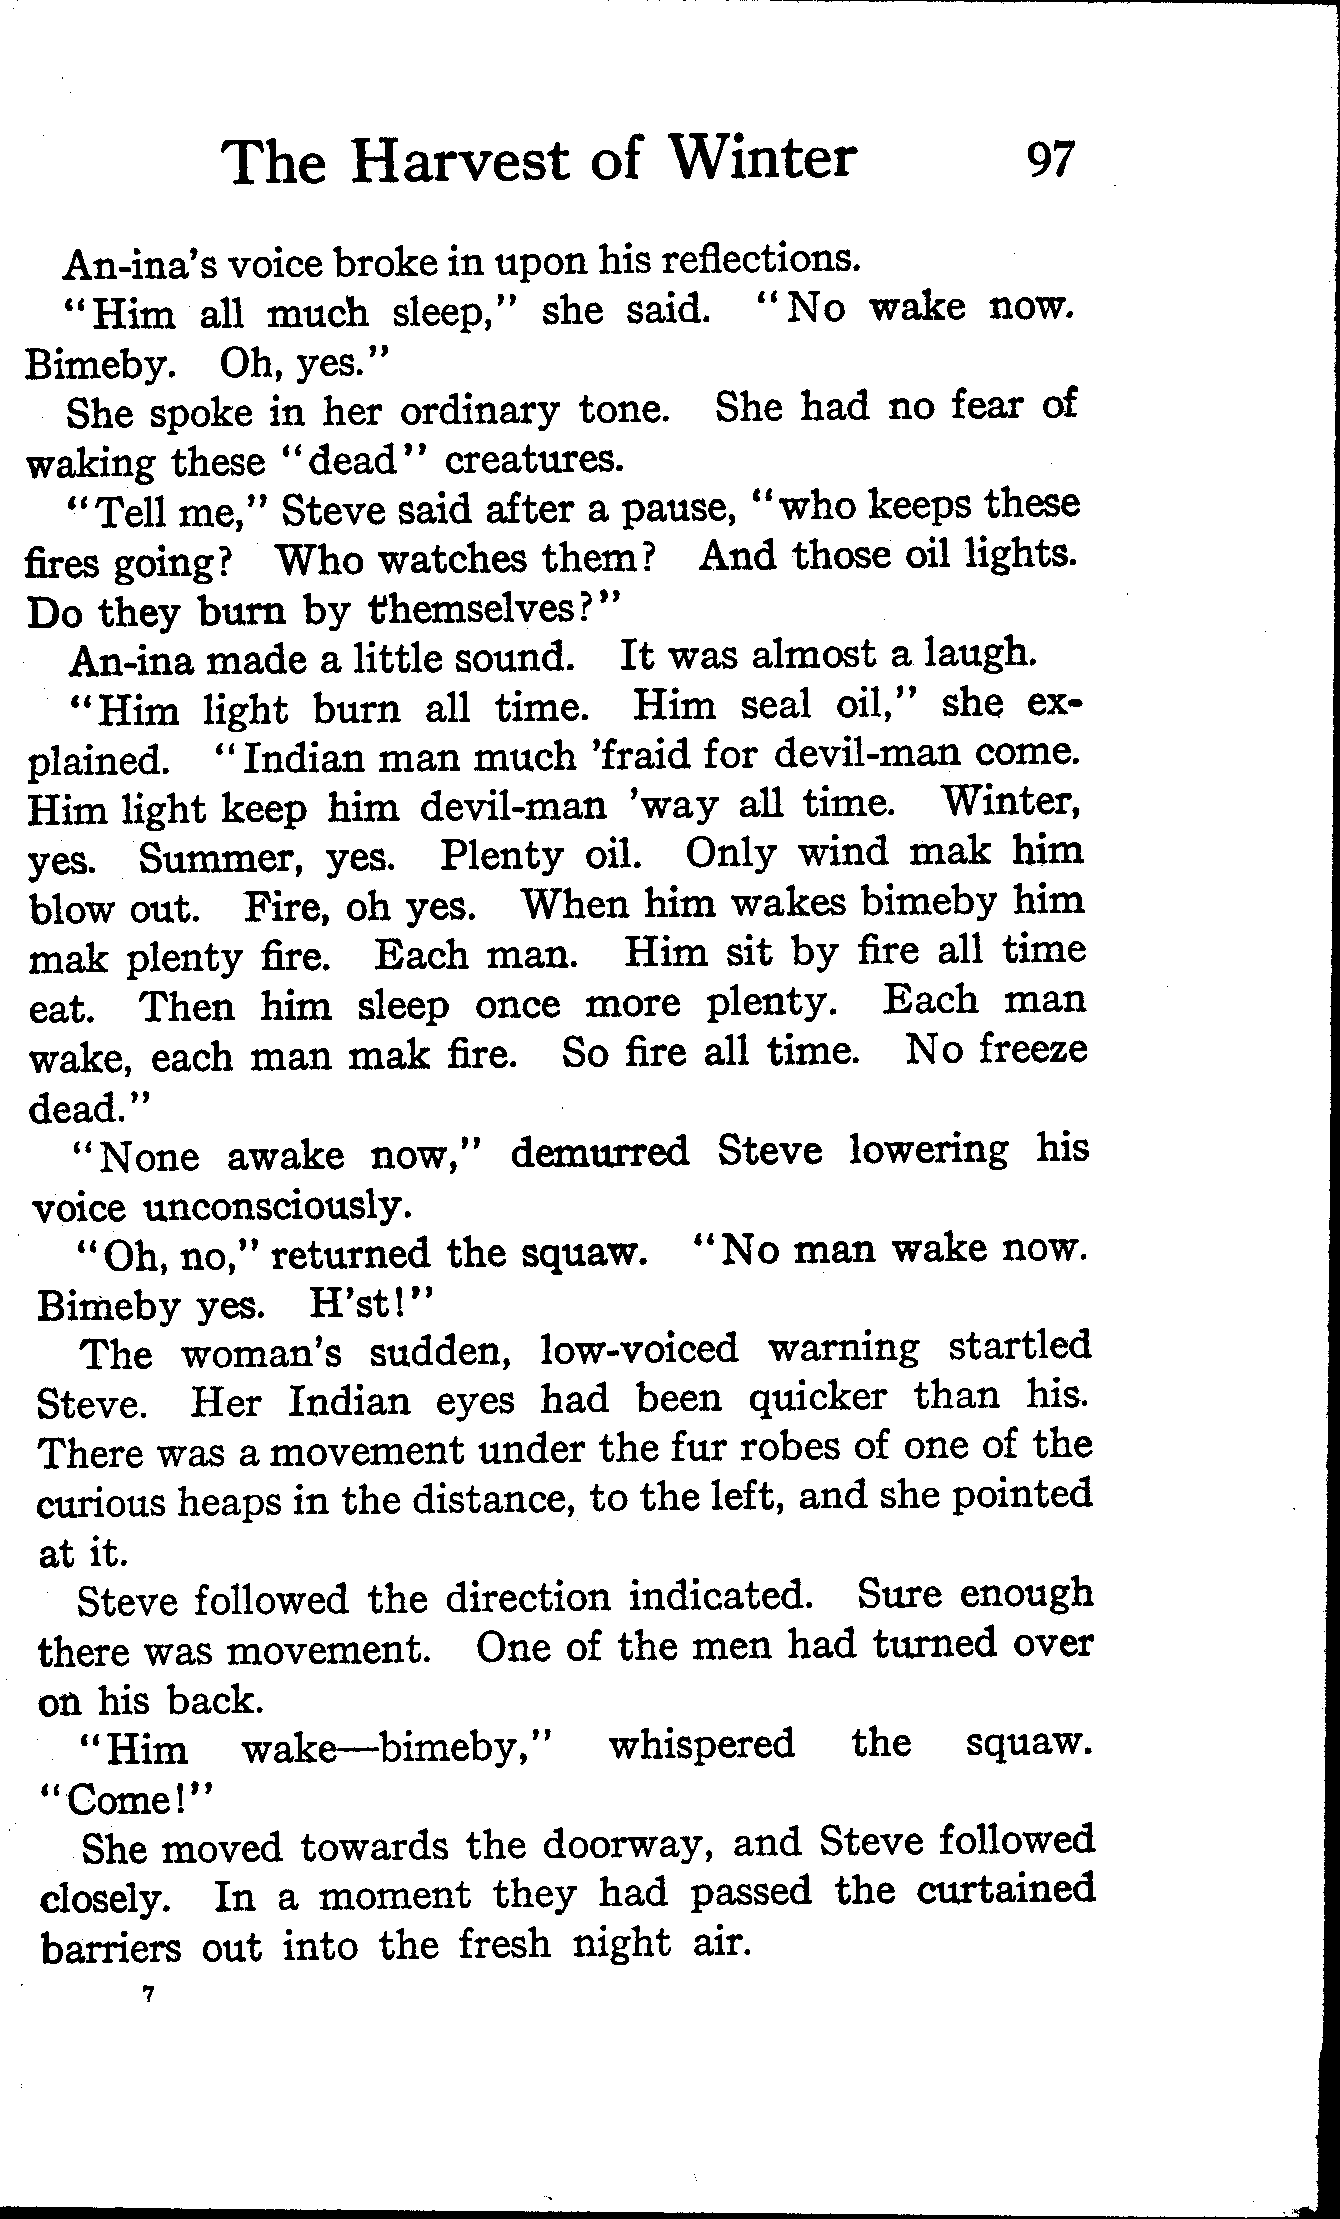 The Harvest of Winter 97
An-ina's voice broke in upon his reflections.
"Him all much sleep," she said. "No wake now.
Bimeby. Oh, yes."
She spoke in her ordinary tone. She had no fear of
waking these "dead" creatures.
"Tell me," Steve said after a pause, "who keeps these
fires going? Who watches them? And those oil lights.
Do they burn by themselves?"
An-ina made a little sound. It was almost a laugh.
"Him light burn all time. Him seal oil," she ex-
plained. "Indian man much 'fraid for devil-man come.
Him light keep him devil-man 'way all time. Winter,
yes. Summer, yes. Plenty oil. Only wind mak him
blow out. Fire, oh yes. When him wakes bimeby him
mak plenty fire. Each man. Him sit by fire all time
eat. Then him sleep once more plenty. Each man
wake, each man mak fire. So fire all time. No freeze
dead."
"None awake now," demurred Steve lowering his
voice unconsciously.
"Oh, no," returned the squaw. "No man wake now.
Bimeby yes. H'st!"
The woman's sudden, low-voiced warning startled
Steve. Her Indian eyes had been quicker than his.
There was a movement under the fur robes of one of the
curious heaps in the distance, to the left, and she pointed
at it.
Steve followed the direction indicated. Sure enough
there was movement. One of the men had turned over
on his back.
"Him wake—bimeby," whispered the squaw.
"Come!"
She moved towards the doorway, and Steve followed
closely. In a moment they had passed the curtained
barriers out into the fresh night air.
7